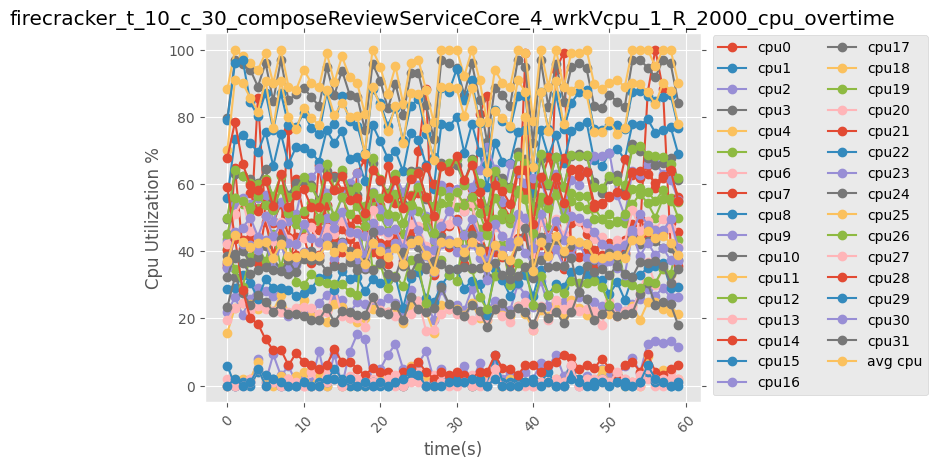 firecracker_t_10_c_30_composeReviewServiceCore_4_wrkVcpu_1_R_2000_cpu_overtime
100
80
60
40
20
0
Cpu Utilization %
0 10 20 30 40 50 60
time(s)
cpu0 cpu17
cpu1 cpu18
cpu2 cpu19
cpu3 cpu20
cpu4 cpu21
cpu5 cpu22
cpu6 cpu23
cpu7 cpu24
cpu8 cpu25
cpu9 cpu26
cpu10 cpu27
cpu11 cpu28
cpu12 cpu29
cpu13 cpu30
cpu14 cpu31
cpu15 avg cpu
cpu16